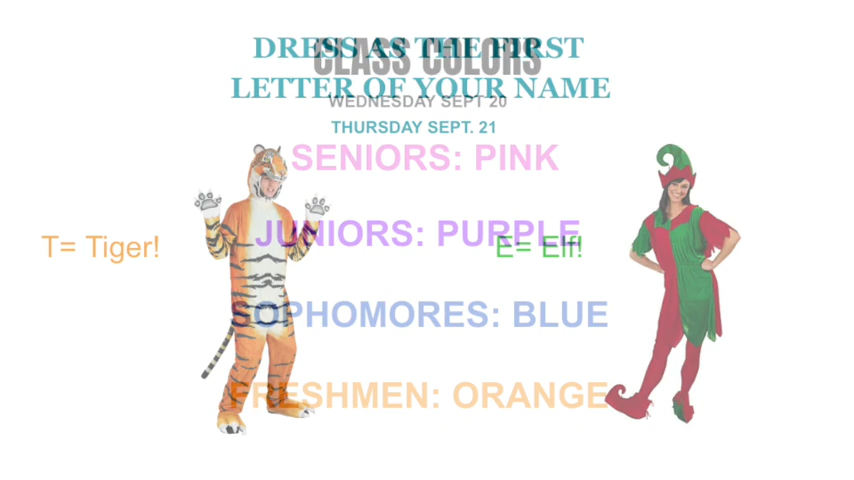 DRESS AS THE FIRST
LETTER OF YOUR NAME
THURSDAY SEPT. 21
T= Tiger!
E= Elf!
CLASS COLORS
WEDNESDAY SEPT 20
SENIORS: PINK
JUNIORS: PURPLE
SOPHOMORES: BLUE
FRESHMEN: ORANGE